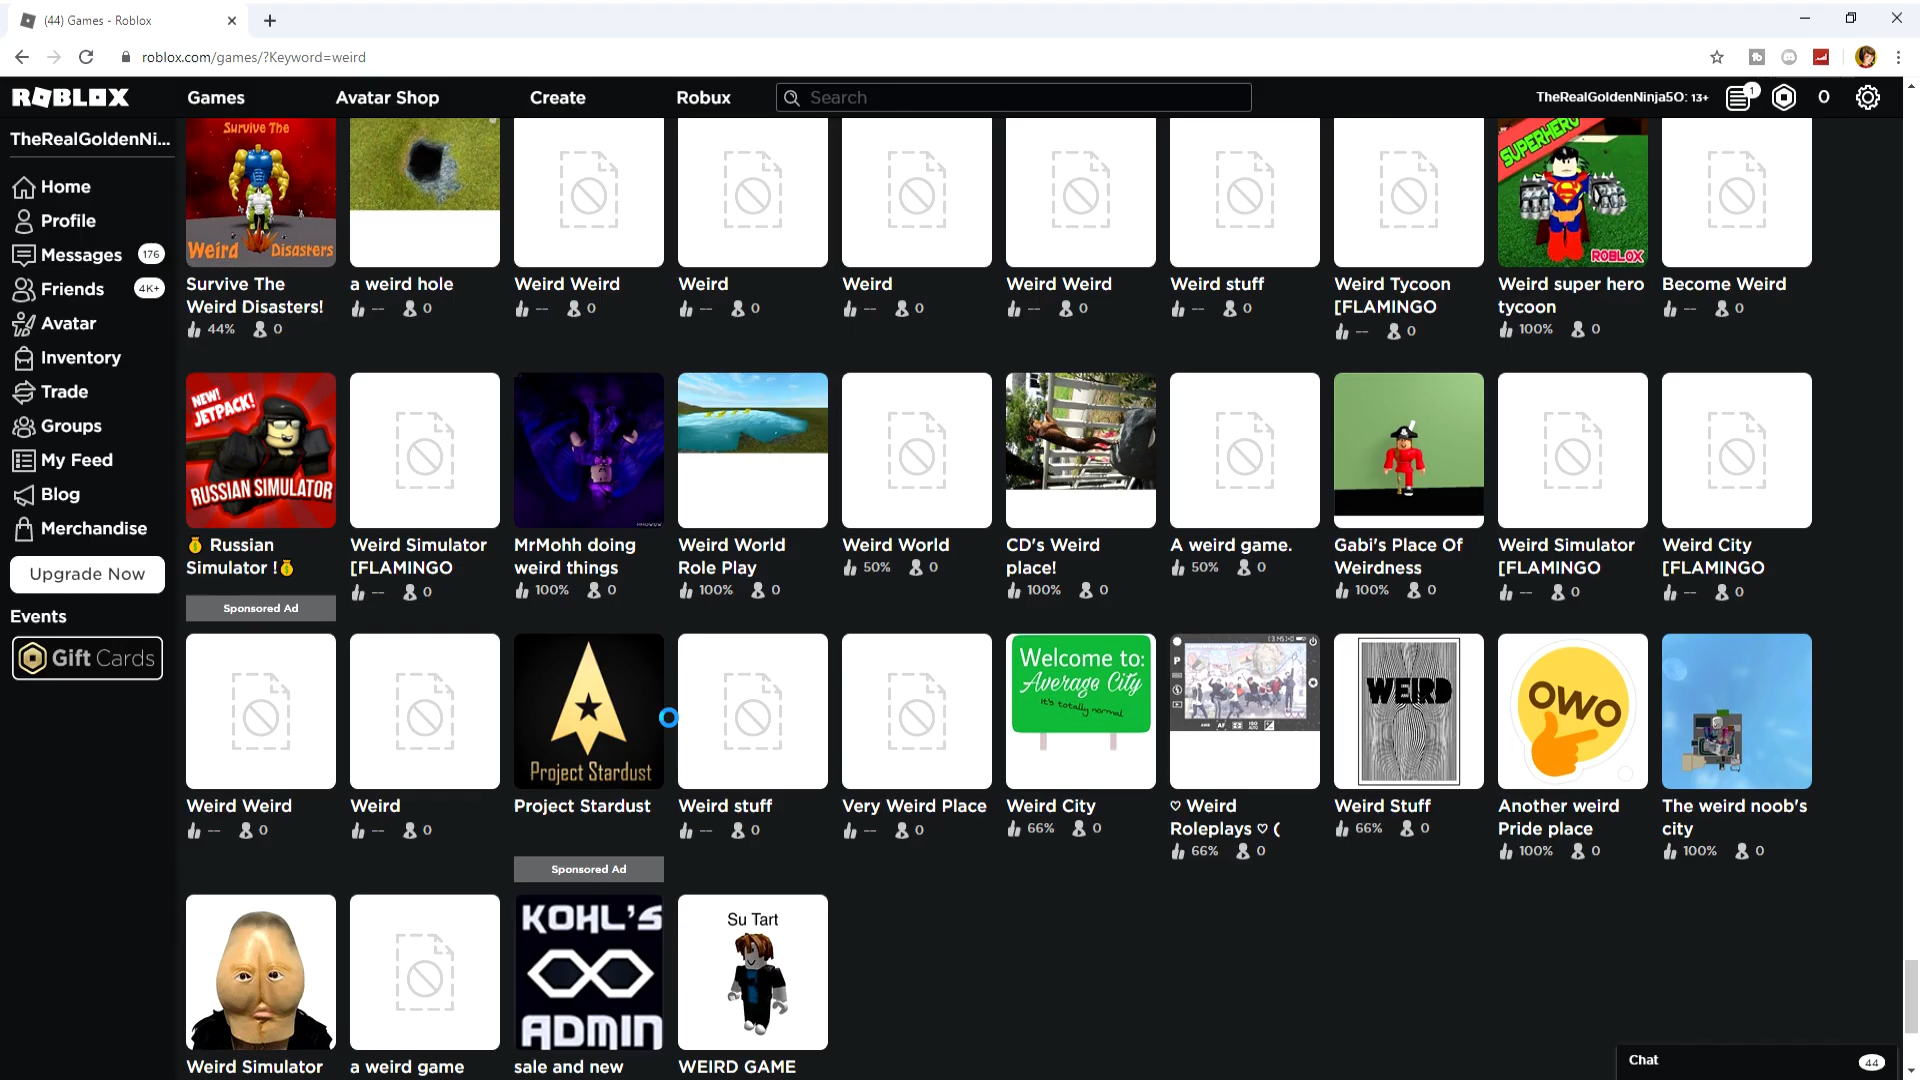 (44) Games - Roblox
roblox.com/games/?Keyword=weird
ROBLOX
Games
Avatar Shop
Create
Robux
Search
TheRealGoldenNinja50: 13+
1
0
TheRealGoldenNi...
Home
Profile
Messages 176
Friends 4K+
Avatar
Inventory
Trade
Groups
My Feed
Blog
Merchandise
Upgrade Now
Events
Gift Cards
Survive The
Weird Disasters
SUPERHERO
ROBLOX
Survive The
Weird Disasters!
44% 0
a weird hole
-- 0
Weird Weird
-- 0
Weird
-- 0
Weird
-- 0
Weird Weird
-- 0
Weird stuff
-- 0
Weird Tycoon
[FLAMINGO
-- 0
Weird super hero
tycoon
100% 0
Become Weird
-- 0
NEW!
JETPACK!
RUSSIAN SIMULATOR
💰 Russian
Simulator !💰
Sponsored Ad
Weird Simulator
[FLAMINGO
-- 0
MrMohh doing
weird things
100% 0
Weird World
Role Play
100% 0
Weird World
50% 0
CD's Weird
place!
100% 0
A weird game.
50% 0
Gabi's Place Of
Weirdness
100% 0
Weird Simulator
[FLAMINGO
-- 0
Weird City
[FLAMINGO
-- 0
Weird Weird
-- 0
Weird
-- 0
Project Stardust
Project Stardust
Sponsored Ad
Weird stuff
-- 0
Very Weird Place
-- 0
Welcome to:
Average City
it's totally normal
Weird City
66% 0
♡ Weird
Roleplays ♡ (
66% 0
WEIRD
Weird Stuff
66% 0
OWO
Another weird
Pride place
100% 0
The weird noob's
city
100% 0
Weird Simulator
a weird game
KOHL'S
ADMIN
sale and new
Su Tart
WEIRD GAME
Chat 44